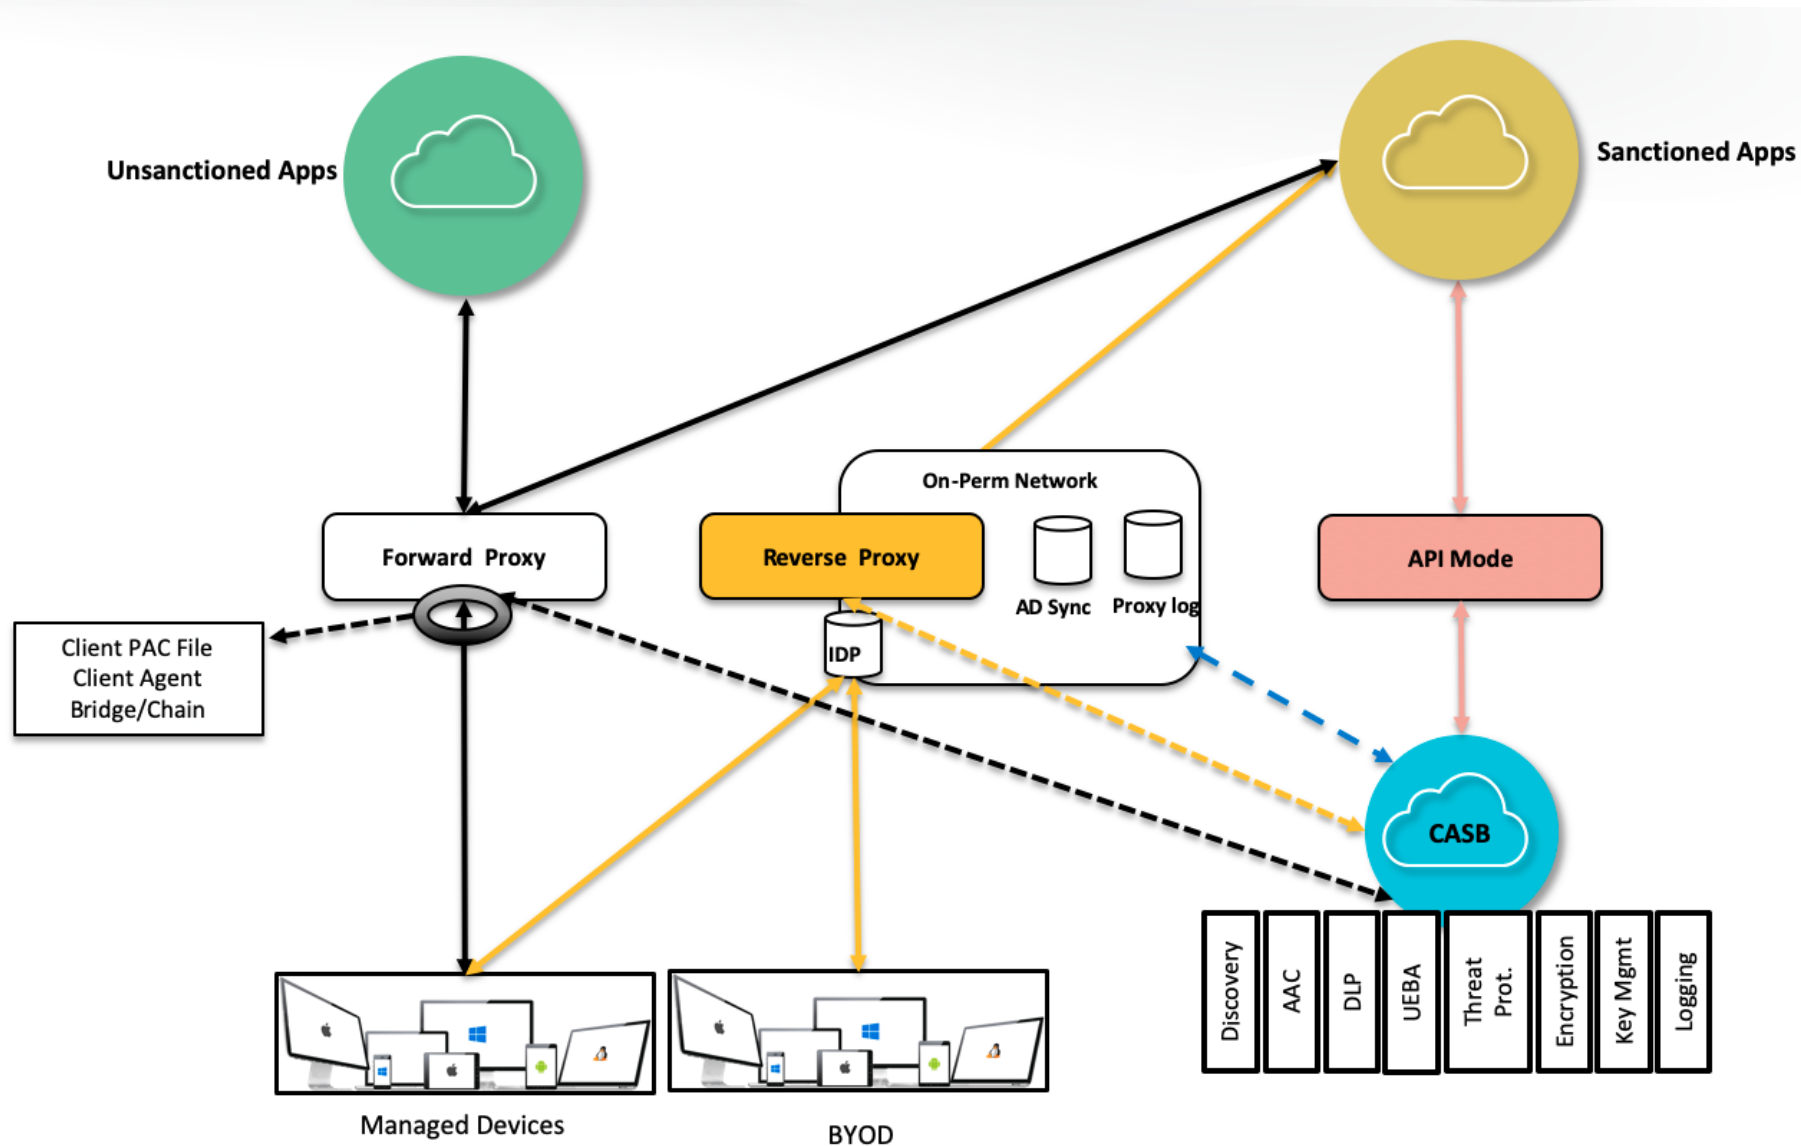 Unsanctioned Apps
Sanctioned Apps
On-Perm Network
Forward Proxy
Reverse Proxy
AD Sync
Proxy log
API Mode
IDP
Client PAC File
Client Agent
Bridge/Chain
CASB
Discovery
AAC
DLP
UEBA
Threat
Prot.
Encryption
Key Mgmt
Logging
Managed Devices
BYOD